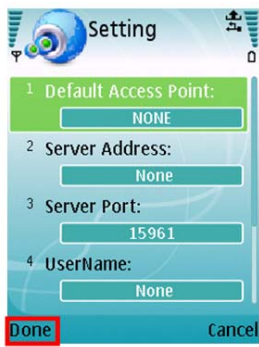 Setting
1 Default Access Point:
NONE
2 Server Address:
None
3 Server Port:
15961
4 UserName:
None
Done Cancel